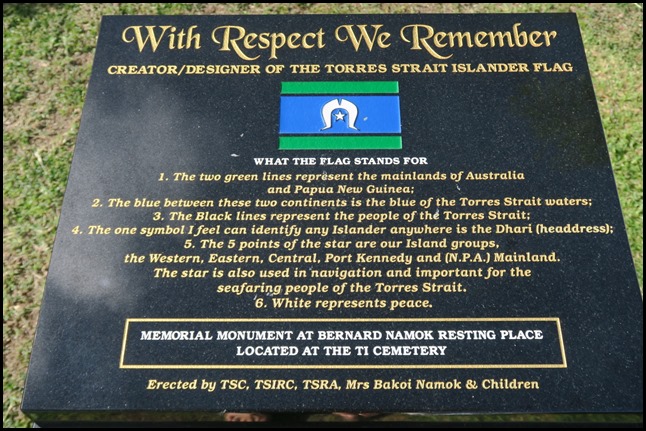 With Respect We Remember
CREATOR/DESIGNER OF THE TORRES STRAIT ISLANDER FLAG
WHAT THE FLAG STANDS FOR
1. The two green lines represent the mainlands of Australia
and Papua New Guinea;
2. The blue between these two continents is the blue of the Torres Strait waters;
3. The Black lines represent the people of the Torres Strait;
4. The one symbol I feel can identify any Islander anywhere is the Dhari (headdress);
5. The 5 points of the star are our Island groups,
the Western, Eastern, Central, Port Kennedy and (N.P.A.) Mainland.
The star is also used in navigation and important for the
seafaring people of the Torres Strait.
6. White represents peace.
MEMORIAL MONUMENT AT BERNARD NAMOK RESTING PLACE
LOCATED AT THE TI CEMETERY
Erected by TSC, TSIRC, TSRA, Mrs Bakoi Namok & Children